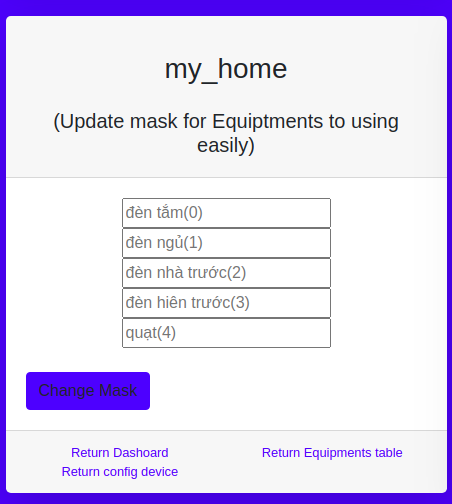 my_home
(Update mask for Equiptments to using
easily)
đèn tắm(0)
đèn ngủ(1)
đèn nhà trước(2)
đèn hiên trước(3)
quạt(4)
Change Mask
Return Dashoard
Return Equipments table
Return config device